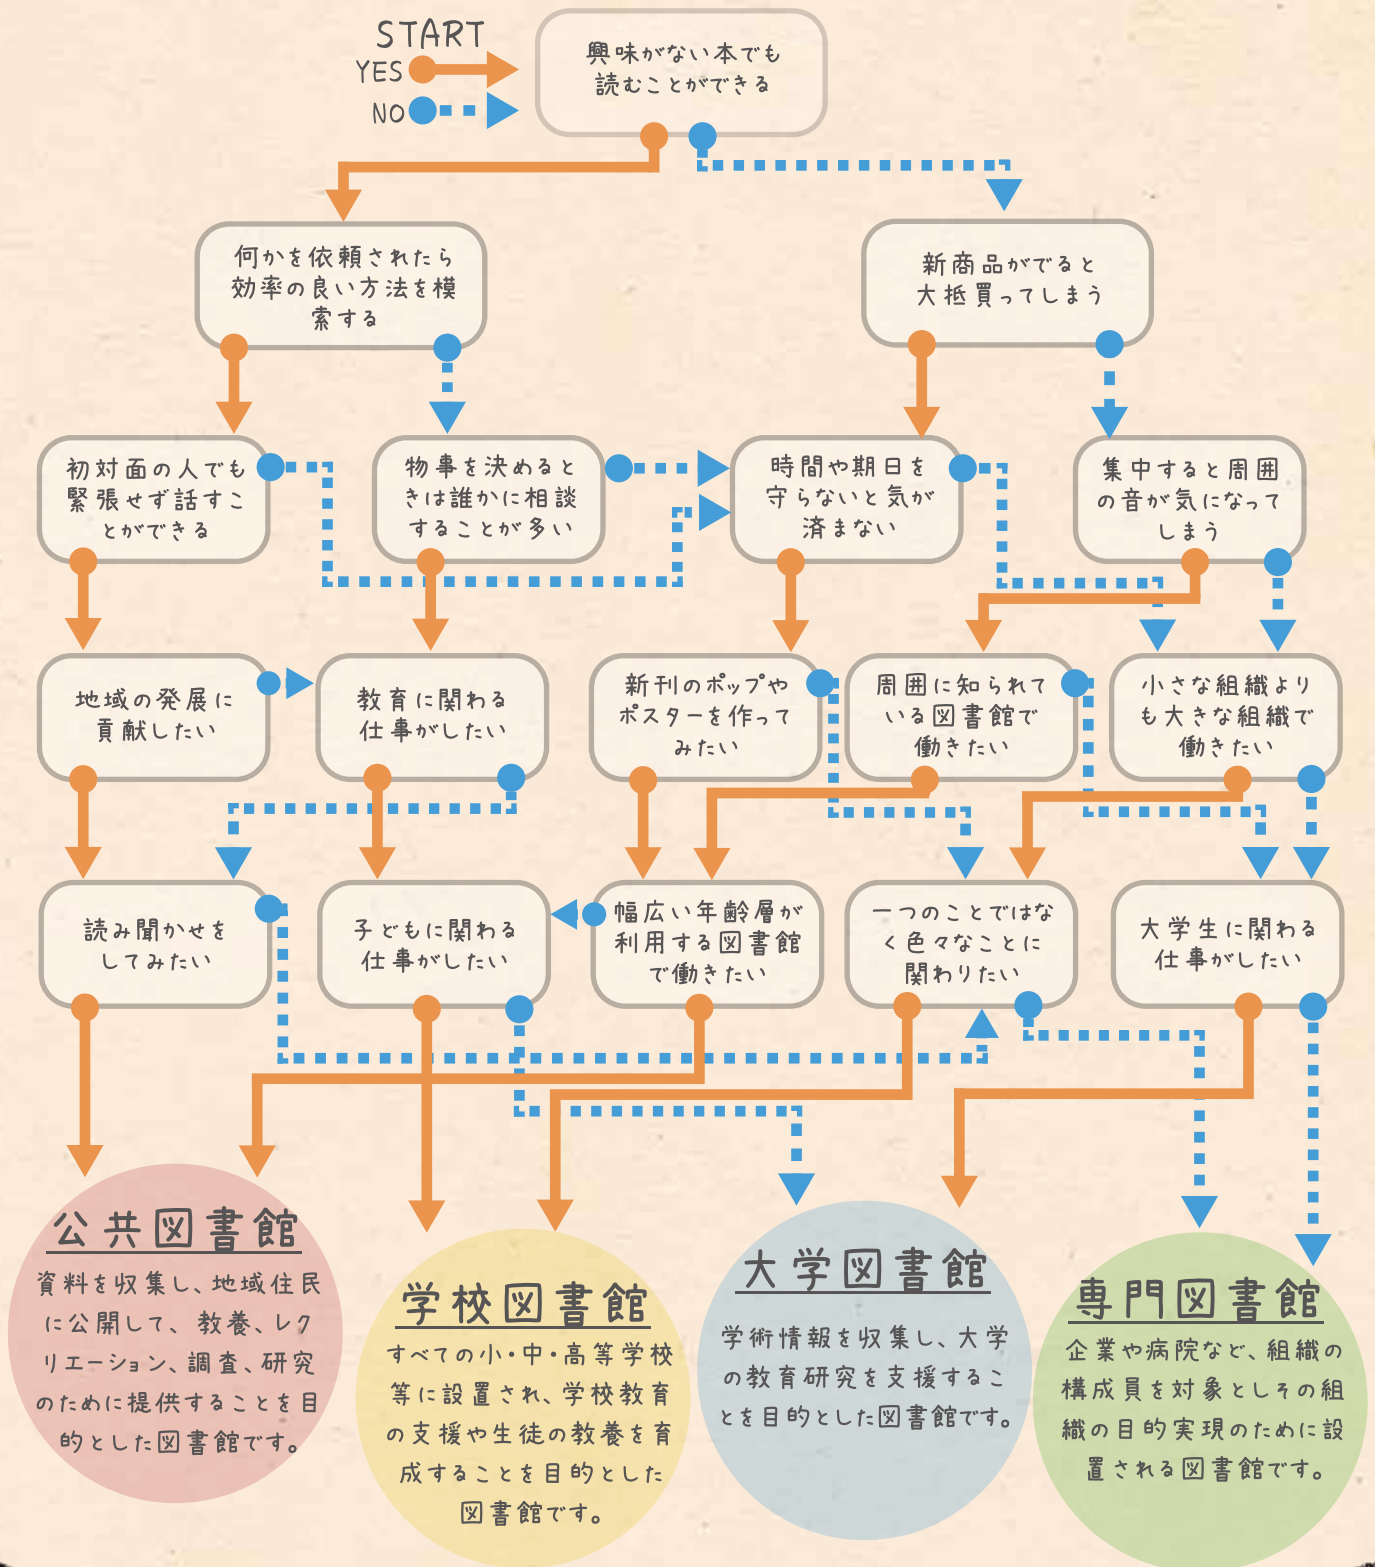 START
YES
NO
興味がない本でも
読むことができる
何かを依頼されたら
効率の良い方法を模
索する
新商品がでると
大抵買ってしまう
初対面の人でも
緊張せず話すこ
とができる
物事を決めると
きは誰かに相談
することが多い
時間や期日を
守らないと気が
済まない
集中すると周囲
の音が気になって
しまう
地域の発展に
貢献したい
教育に関わる
仕事がしたい
新刊のポップや
ポスターを作って
みたい
周囲に知られて
いる図書館で
働きたい
小さな組織より
も大きな組織で
働きたい
読み聞かせを
してみたい
子どもに関わる
仕事がしたい
幅広い年齢層が
利用する図書館
で働きたい
一つのことではな
く色々なことに
関わりたい
大学生に関わる
仕事がしたい
公共図書館
資料を収集し、地域住民
に公開して、教養、レク
リエーション、調査、研究
のために提供することを目
的とした図書館です。
学校図書館
すべての小・中・高等学校
等に設置され、学校教育
の支援や生徒の教養を育
成することを目的とした
図書館です。
大学図書館
学術情報を収集し、大学
の教育研究を支援するこ
とを目的とした図書館です。
専門図書館
企業や病院など、組織の
構成員を対象としその組
織の目的実現のために設
置される図書館です。